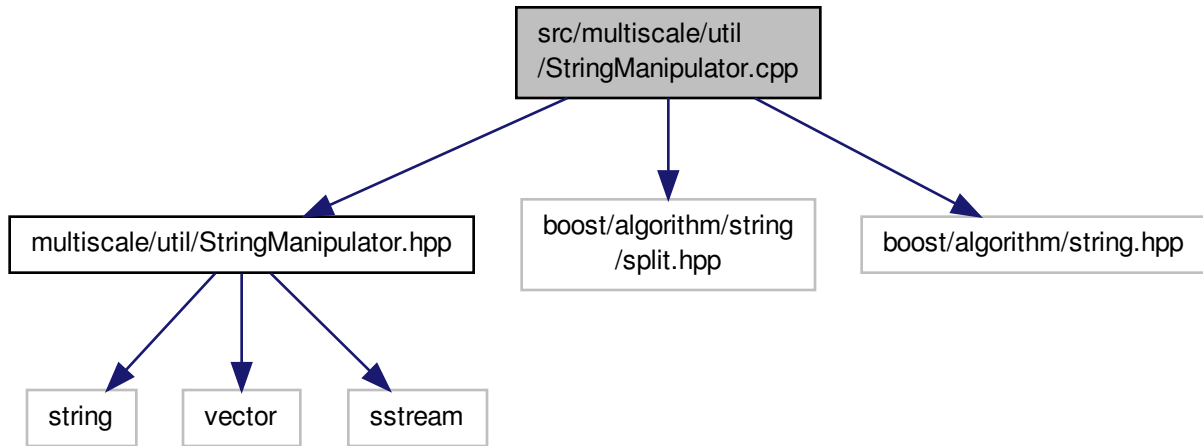 src/multiscale/util
/StringManipulator.cpp
multiscale/util/StringManipulator.hpp
boost/algorithm/string
/split.hpp
boost/algorithm/string.hpp
string
vector
sstream